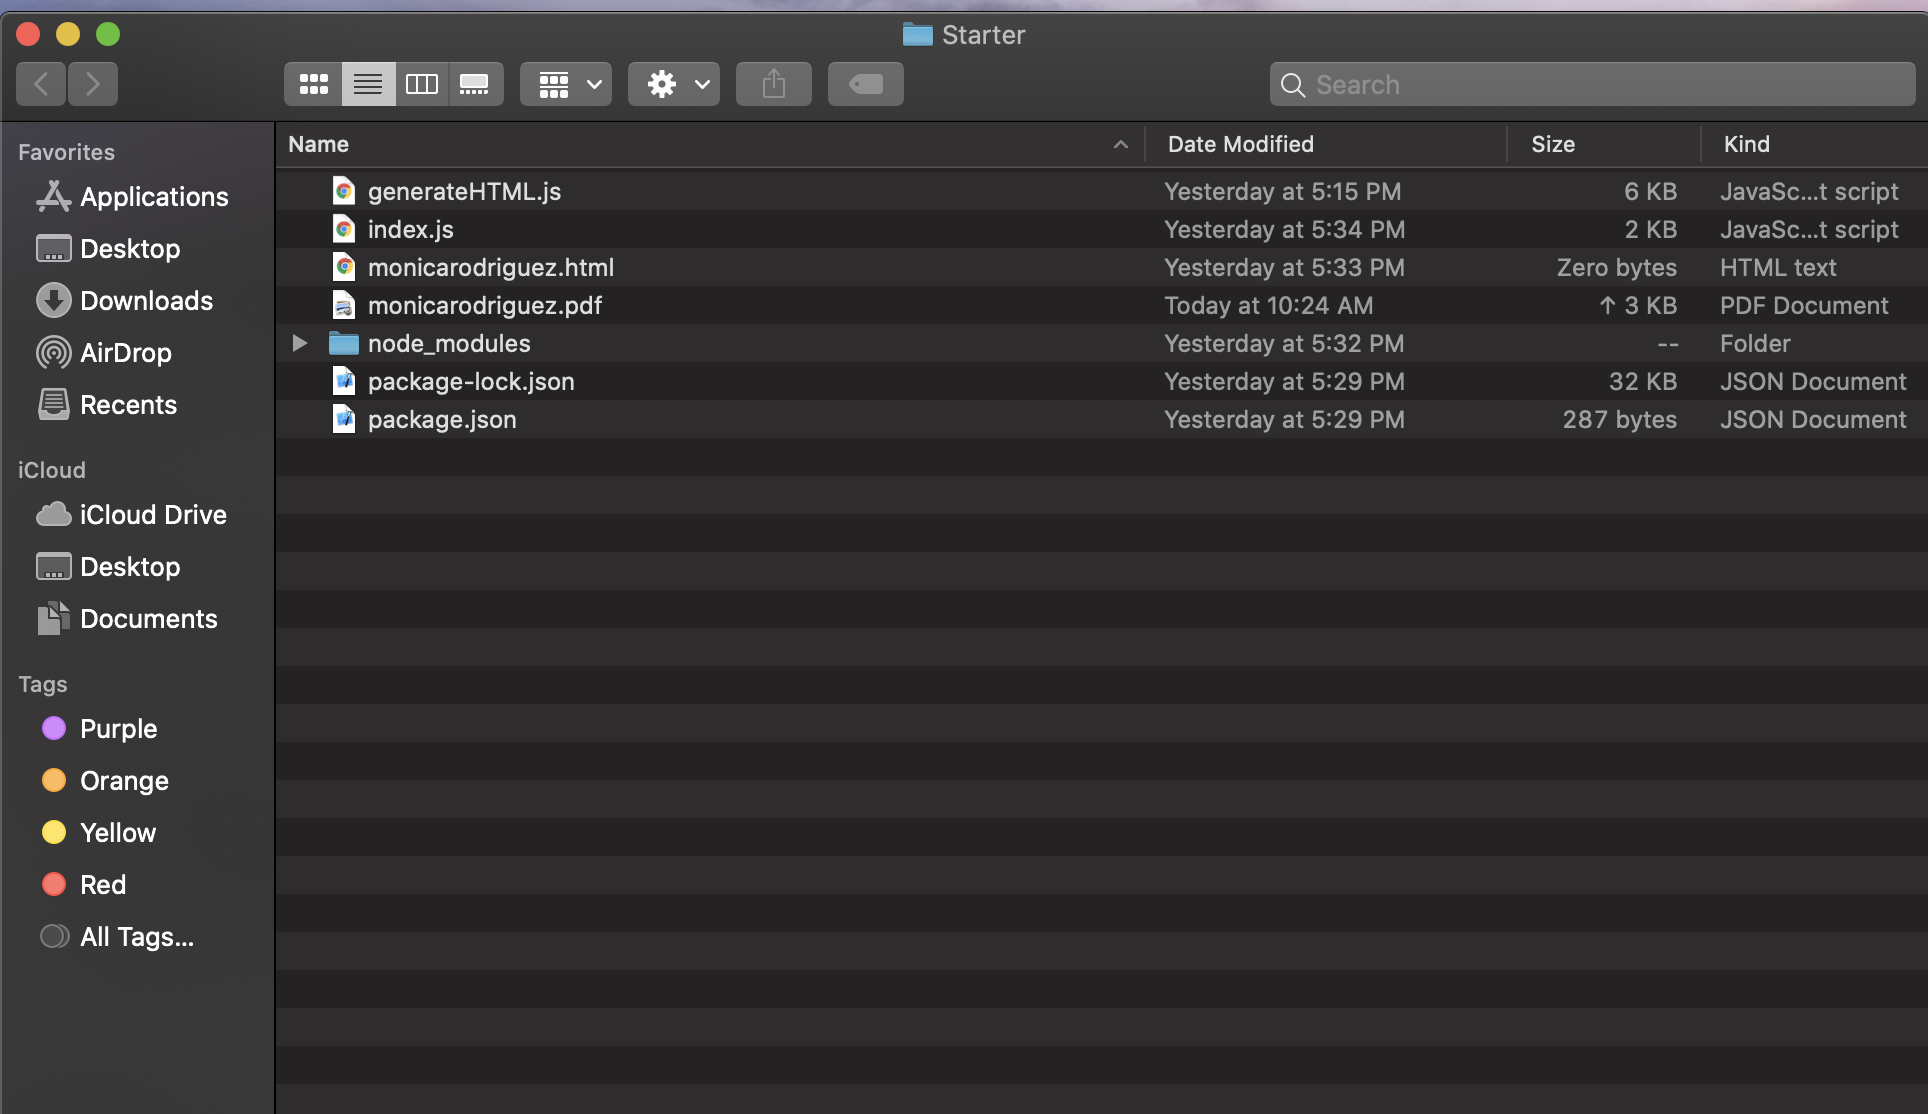 Starter
Search
Favorites
Applications
Desktop
Downloads
AirDrop
Recents
iCloud
iCloud Drive
Desktop
Documents
Tags
Purple
Orange
Yellow
Red
All Tags...
Name Date Modified Size Kind
generateHTML.js Yesterday at 5:15 PM 6 KB JavaSc...t script
index.js Yesterday at 5:34 PM 2 KB JavaSc...t script
monicarodriguez.html Yesterday at 5:33 PM Zero bytes HTML text
monicarodriguez.pdf Today at 10:24 AM ↑ 3 KB PDF Document
node_modules Yesterday at 5:32 PM -- Folder
package-lock.json Yesterday at 5:29 PM 32 KB JSON Document
package.json Yesterday at 5:29 PM 287 bytes JSON Document